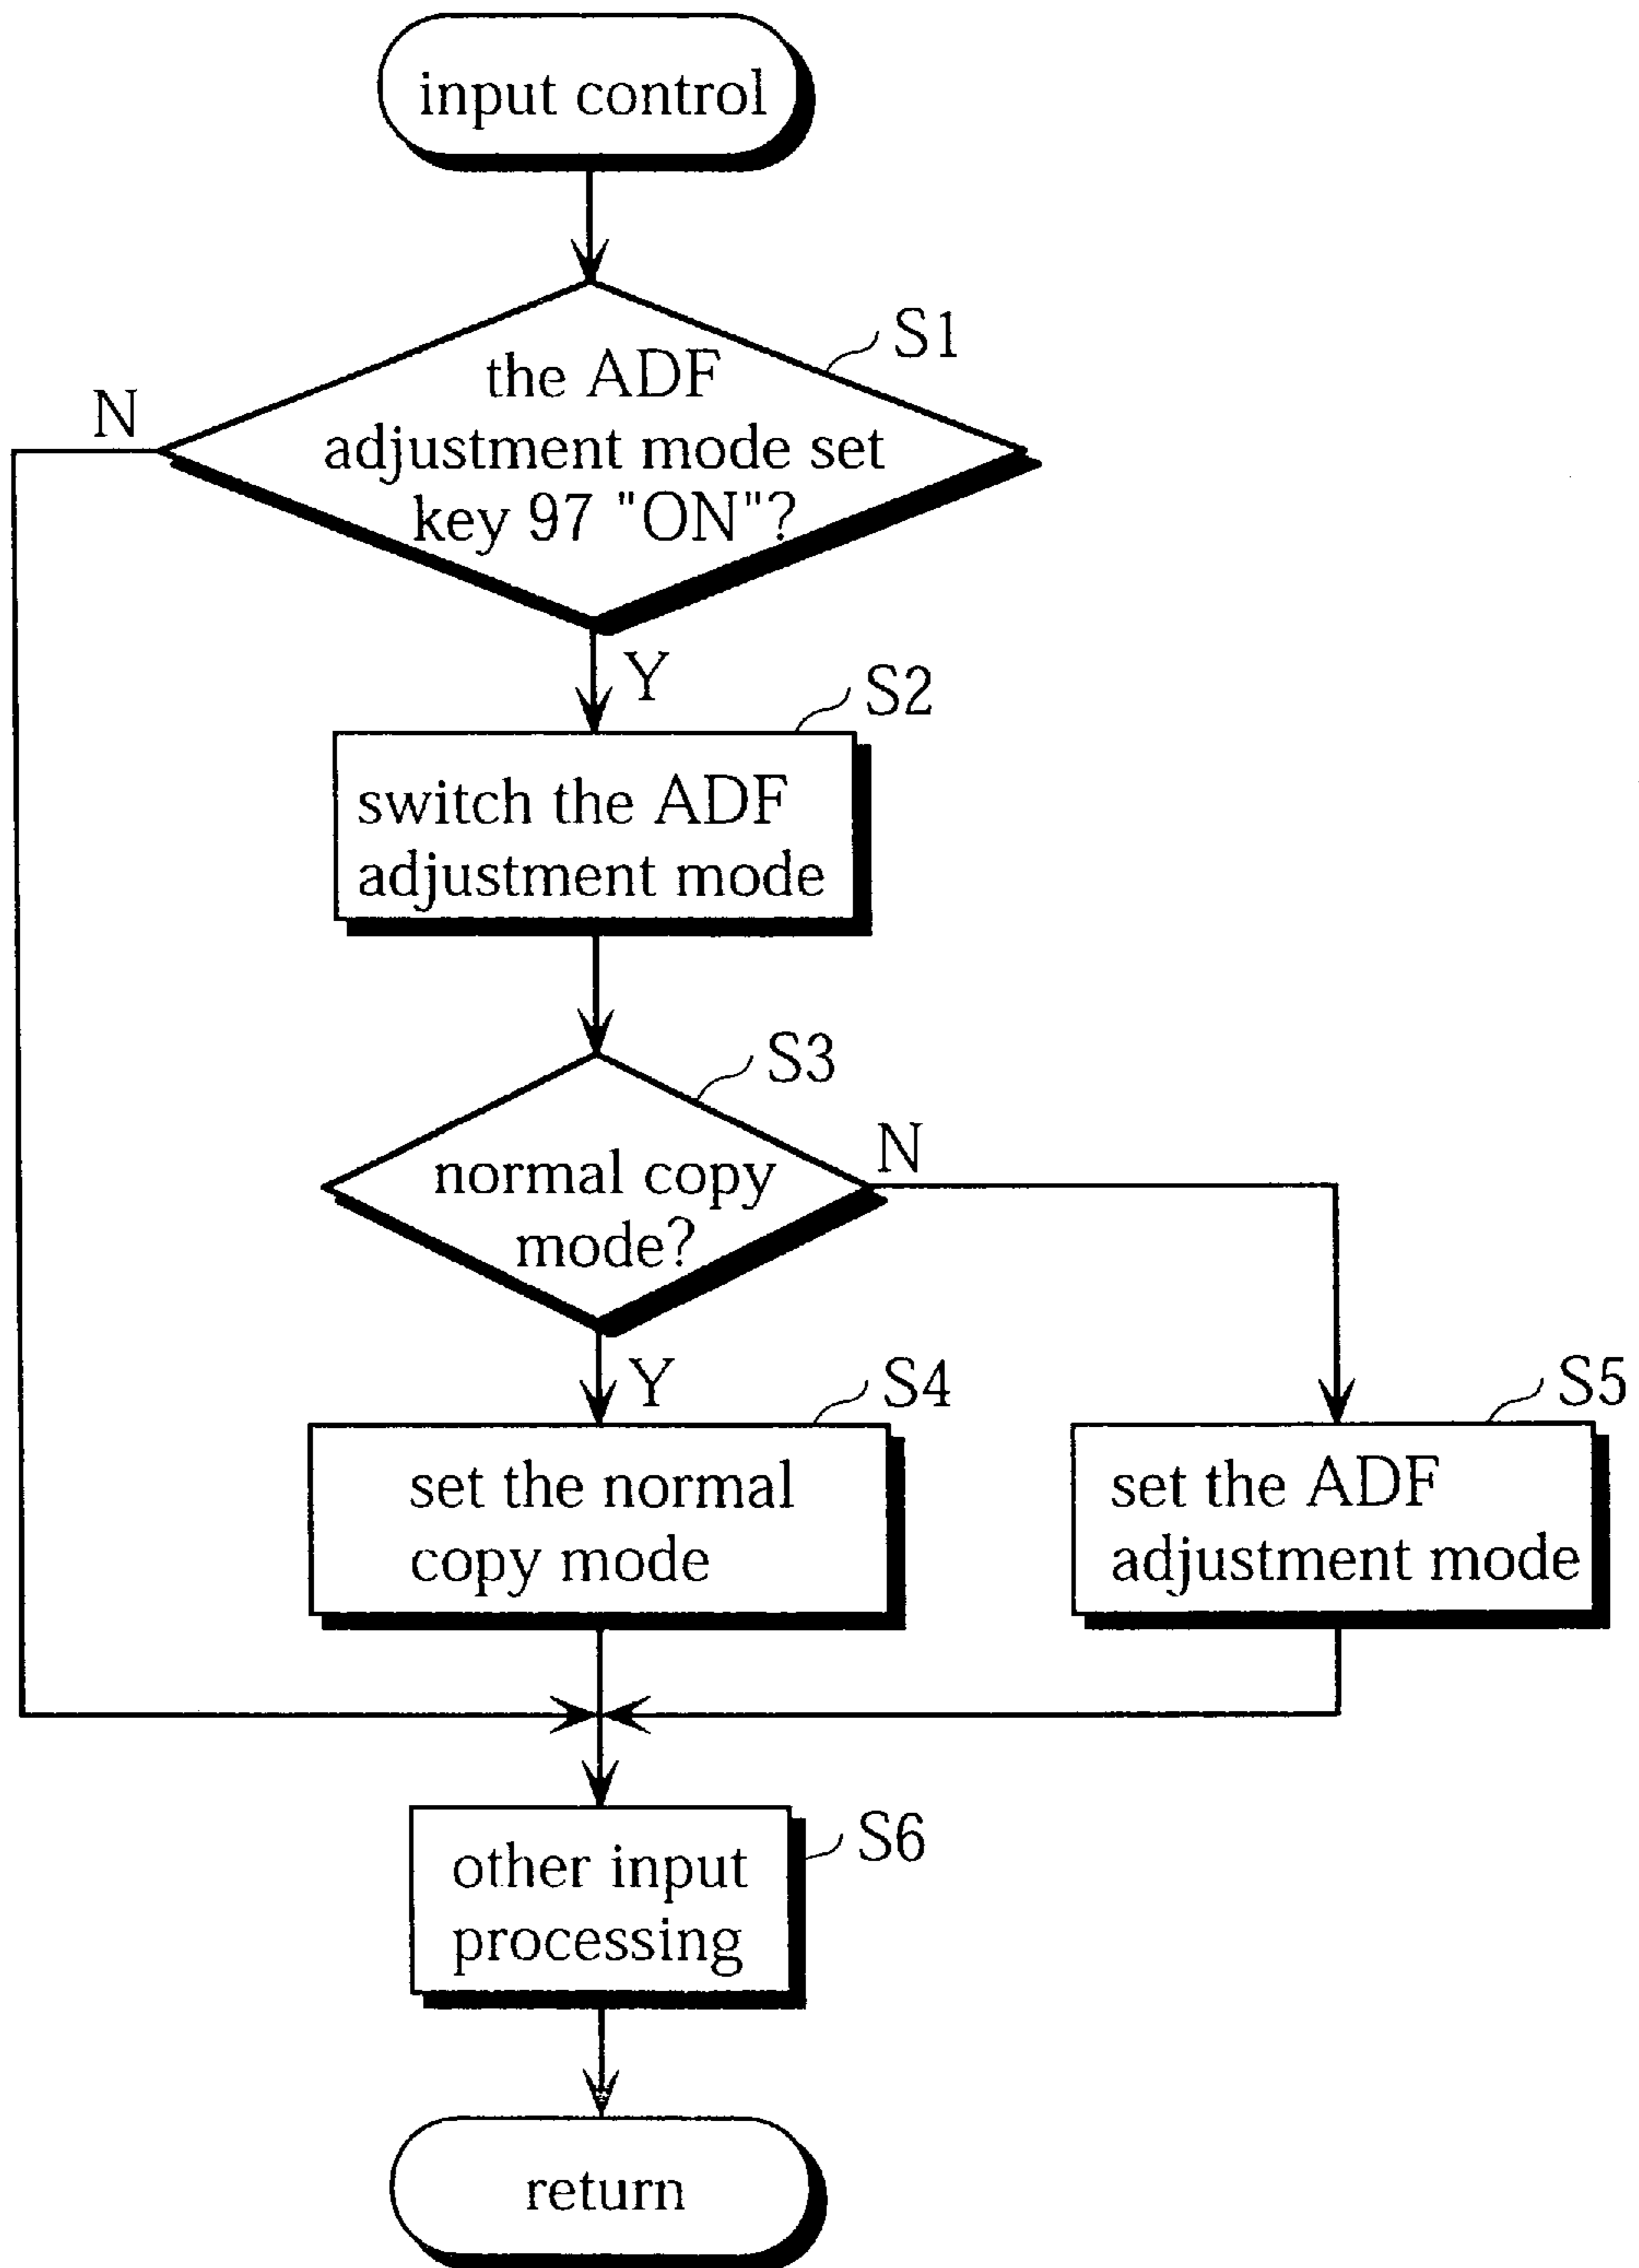 input control
S1
the ADF
adjustment mode set
key 97 "ON"?
N
Y
S2
switch the ADF
adjustment mode
S3
normal copy
mode?
N
Y
S4
set the normal
copy mode
S5
set the ADF
adjustment mode
S6
other input
processing
return